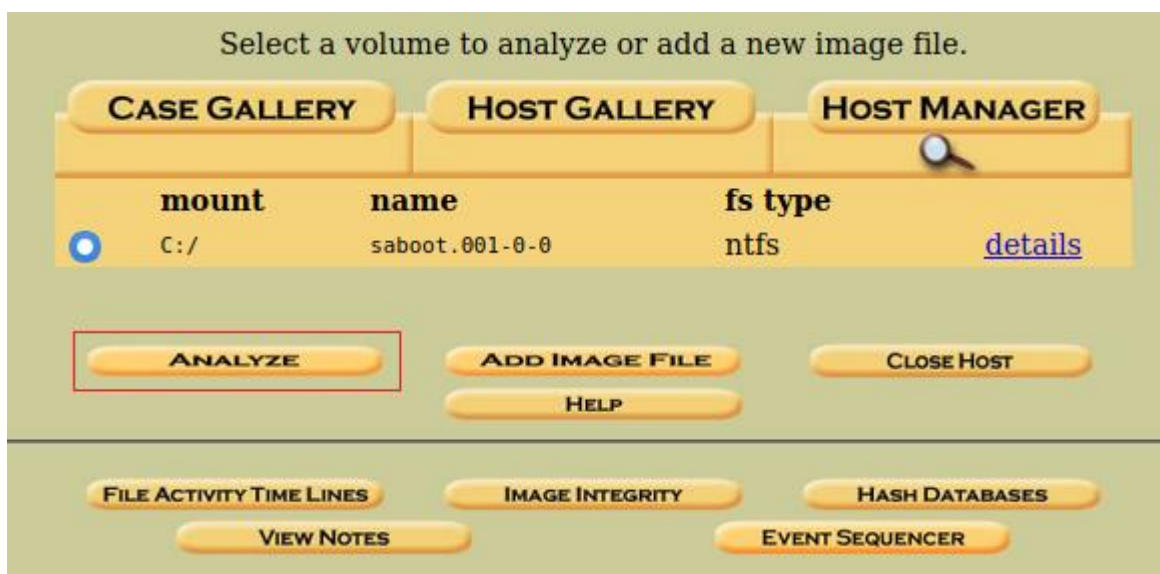 Select a volume to analyze or add a new image file.
CASE GALLERY HOST GALLERY HOST MANAGER
mount name fs type
C:/ saboot.001-0-0 ntfs details
ANALYZE ADD IMAGE FILE CLOSE HOST
HELP
FILE ACTIVITY TIME LINES IMAGE INTEGRITY HASH DATABASES
VIEW NOTES EVENT SEQUENCER